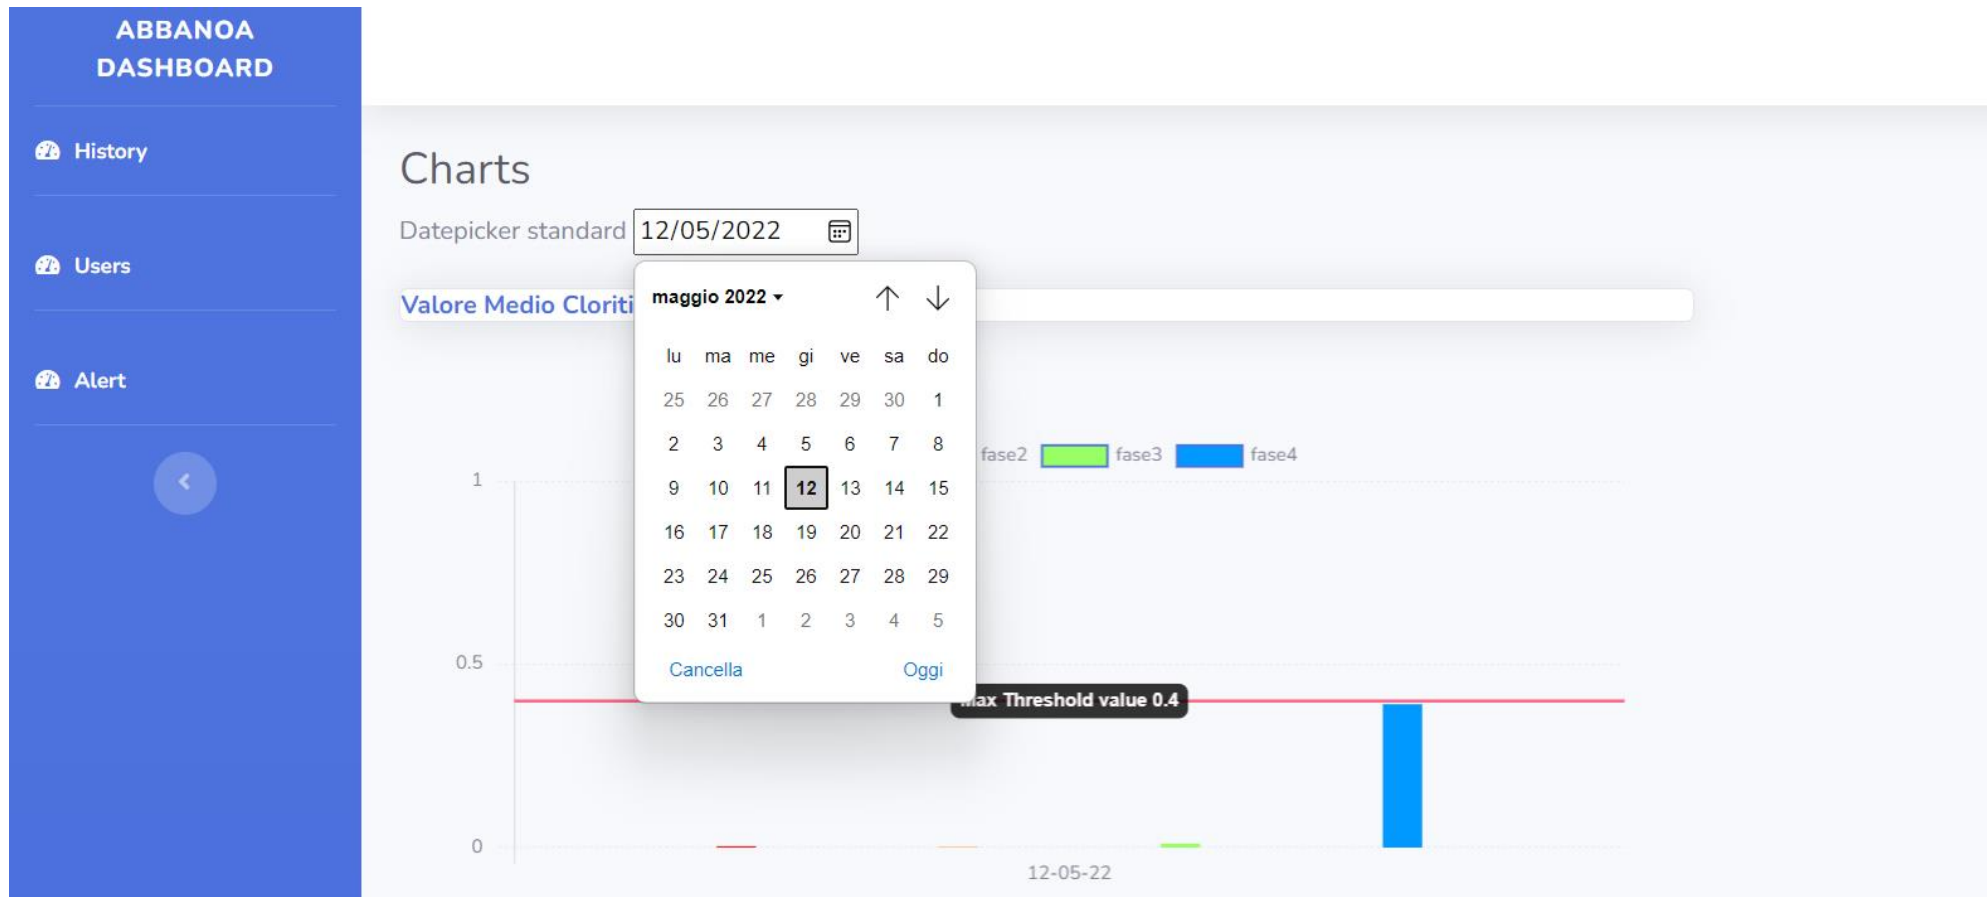 ABBANOA
DASHBOARD
History
Users
Alert
Charts
Datepicker standard 12/05/2022
Valore Medio Cloriti
maggio 2022
lu ma me gi ve sa do
25 26 27 28 29 30 1
2 3 4 5 6 7 8
9 10 11 12 13 14 15
16 17 18 19 20 21 22
23 24 25 26 27 28 29
30 31 1 2 3 4 5
Cancella Oggi
fase2 fase3 fase4
1
0.5
Max Threshold value 0.4
0
12-05-22